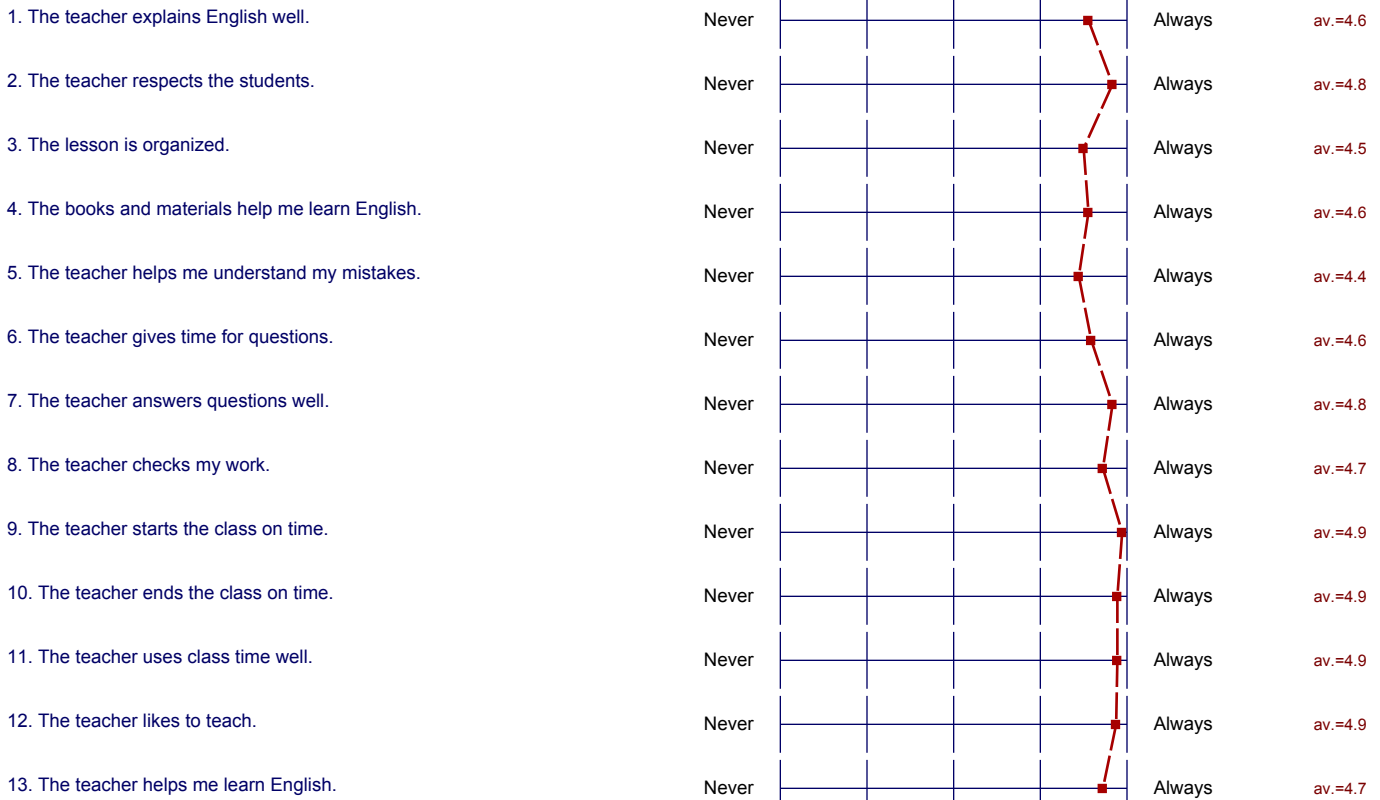 1. The teacher explains English well. Never Always av.=4.6
2. The teacher respects the students. Never Always av.=4.8
3. The lesson is organized. Never Always av.=4.5
4. The books and materials help me learn English. Never Always av.=4.6
5. The teacher helps me understand my mistakes. Never Always av.=4.4
6. The teacher gives time for questions. Never Always av.=4.6
7. The teacher answers questions well. Never Always av.=4.8
8. The teacher checks my work. Never Always av.=4.7
9. The teacher starts the class on time. Never Always av.=4.9
10. The teacher ends the class on time. Never Always av.=4.9
11. The teacher uses class time well. Never Always av.=4.9
12. The teacher likes to teach. Never Always av.=4.9
13. The teacher helps me learn English. Never Always av.=4.7